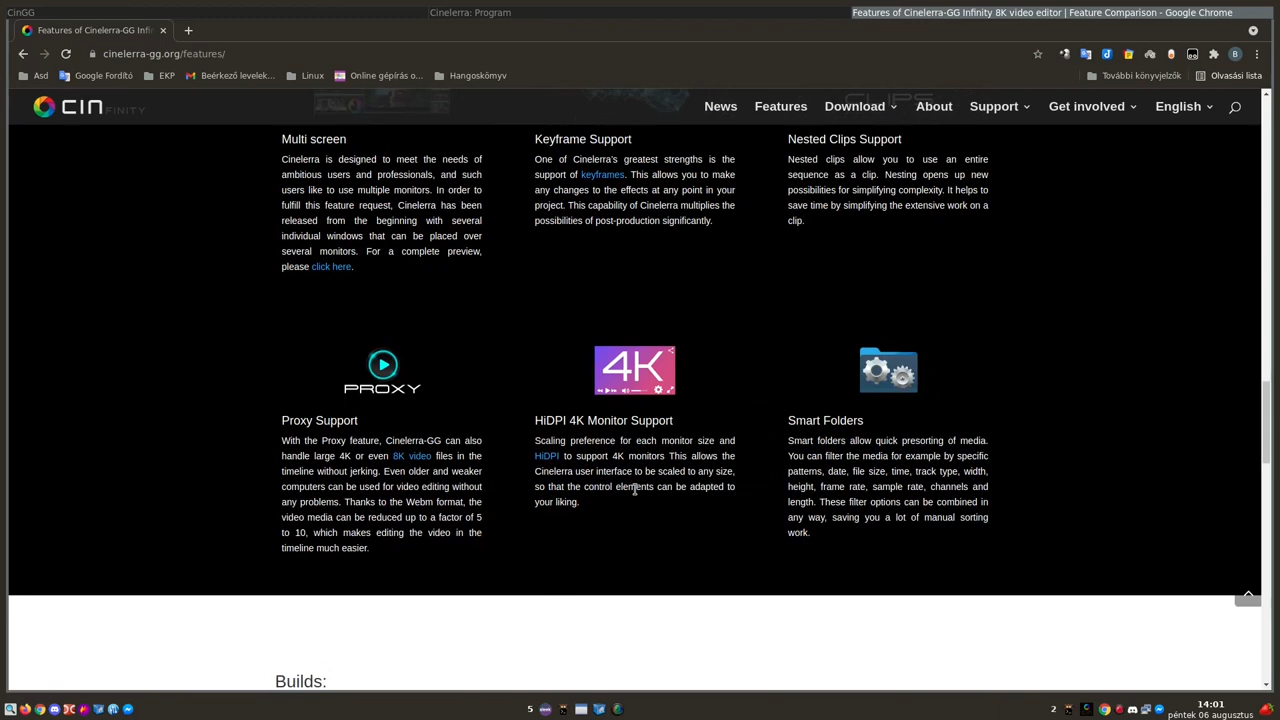 CinGG
Cinelerra: Program
Features of Cinelerra-GG Infinity 8K video editor | Feature Comparison - Google Chrome
Features of Cinelerra-GG Infin
cinelerra-gg.org/features/
B
Asd
Google Fordító
EKP
Beérkező levelek...
Linux
Online gépírás o...
Hangoskönyv
További könyvjelzők
Olvasási lista
CINFINITY
News
Features
Download
About
Support
Get involved
English
CLIPS
Multi screen
Cinelerra is designed to meet the needs of
ambitious users and professionals, and such
users like to use multiple monitors. In order to
fulfill this feature request, Cinelerra has been
released from the beginning with several
individual windows that can be placed over
several monitors. For a complete preview,
please click here.
Keyframe Support
One of Cinelerra's greatest strengths is the
support of keyframes. This allows you to make
any changes to the effects at any point in your
project. This capability of Cinelerra multiplies the
possibilities of post-production significantly.
Nested Clips Support
Nested clips allow you to use an entire
sequence as a clip. Nesting opens up new
possibilities for simplifying complexity. It helps to
save time by simplifying the extensive work on a
clip.
PROXY
Proxy Support
With the Proxy feature, Cinelerra-GG can also
handle large 4K or even 8K video files in the
timeline without jerking. Even older and weaker
computers can be used for video editing without
any problems. Thanks to the Webm format, the
video media can be reduced up to a factor of 5
to 10, which makes editing the video in the
timeline much easier.
4K
HiDPI 4K Monitor Support
Scaling preference for each monitor size and
HiDPI to support 4K monitors This allows the
Cinelerra user interface to be scaled to any size,
so that the control elements can be adapted to
your liking.
Smart Folders
Smart folders allow quick presorting of media.
You can filter the media for example by specific
patterns, date, file size, time, track type, width,
height, frame rate, sample rate, channels and
length. These filter options can be combined in
any way, saving you a lot of manual sorting
work.
Builds:
5
2
14:01
péntek 06 augusztus